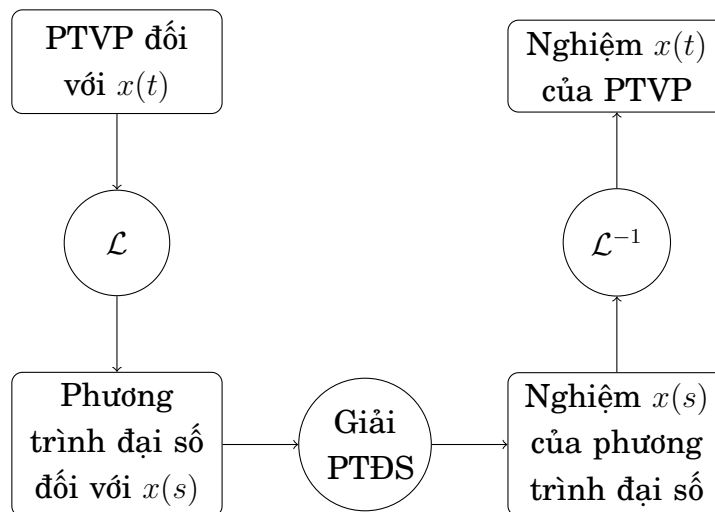 PTVP đối
với x(t)
ℒ
Phương
trình đại số
đối với x(s)
Giải
PTĐS
Nghiệm x(s)
của phương
trình đại số
ℒ⁻¹
Nghiệm x(t)
của PTVP